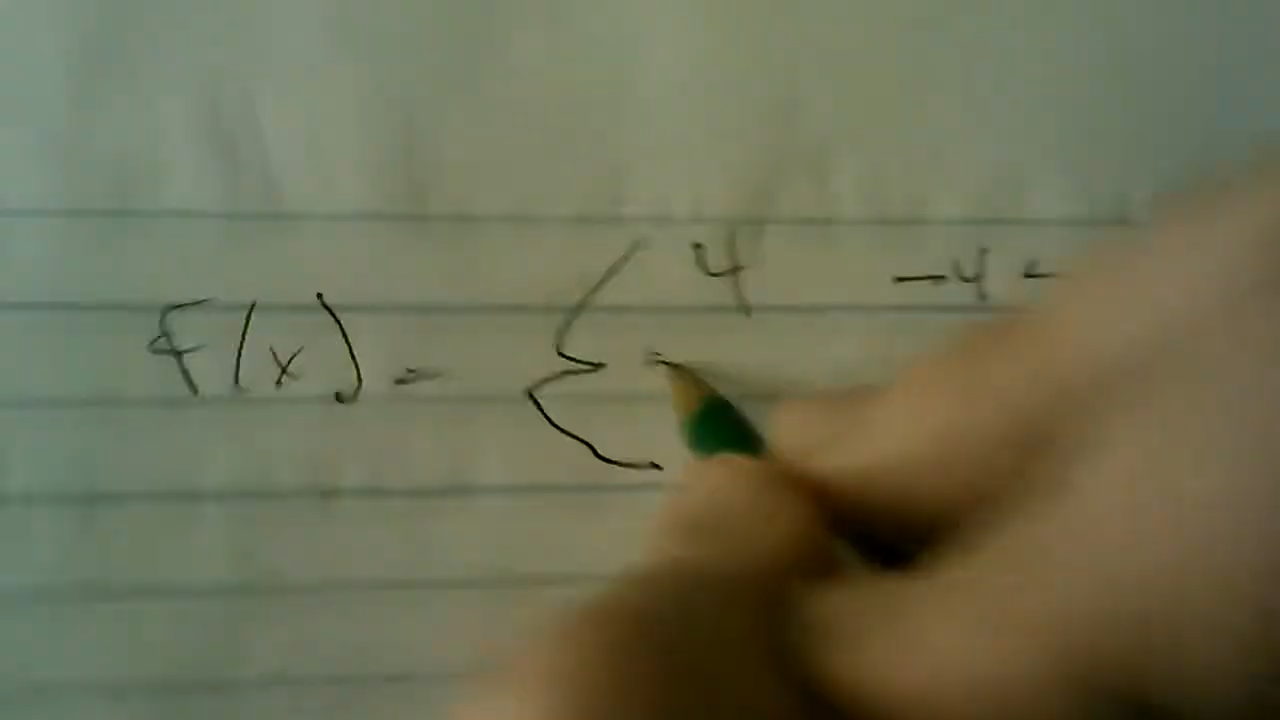 f(x) = { 4 -4